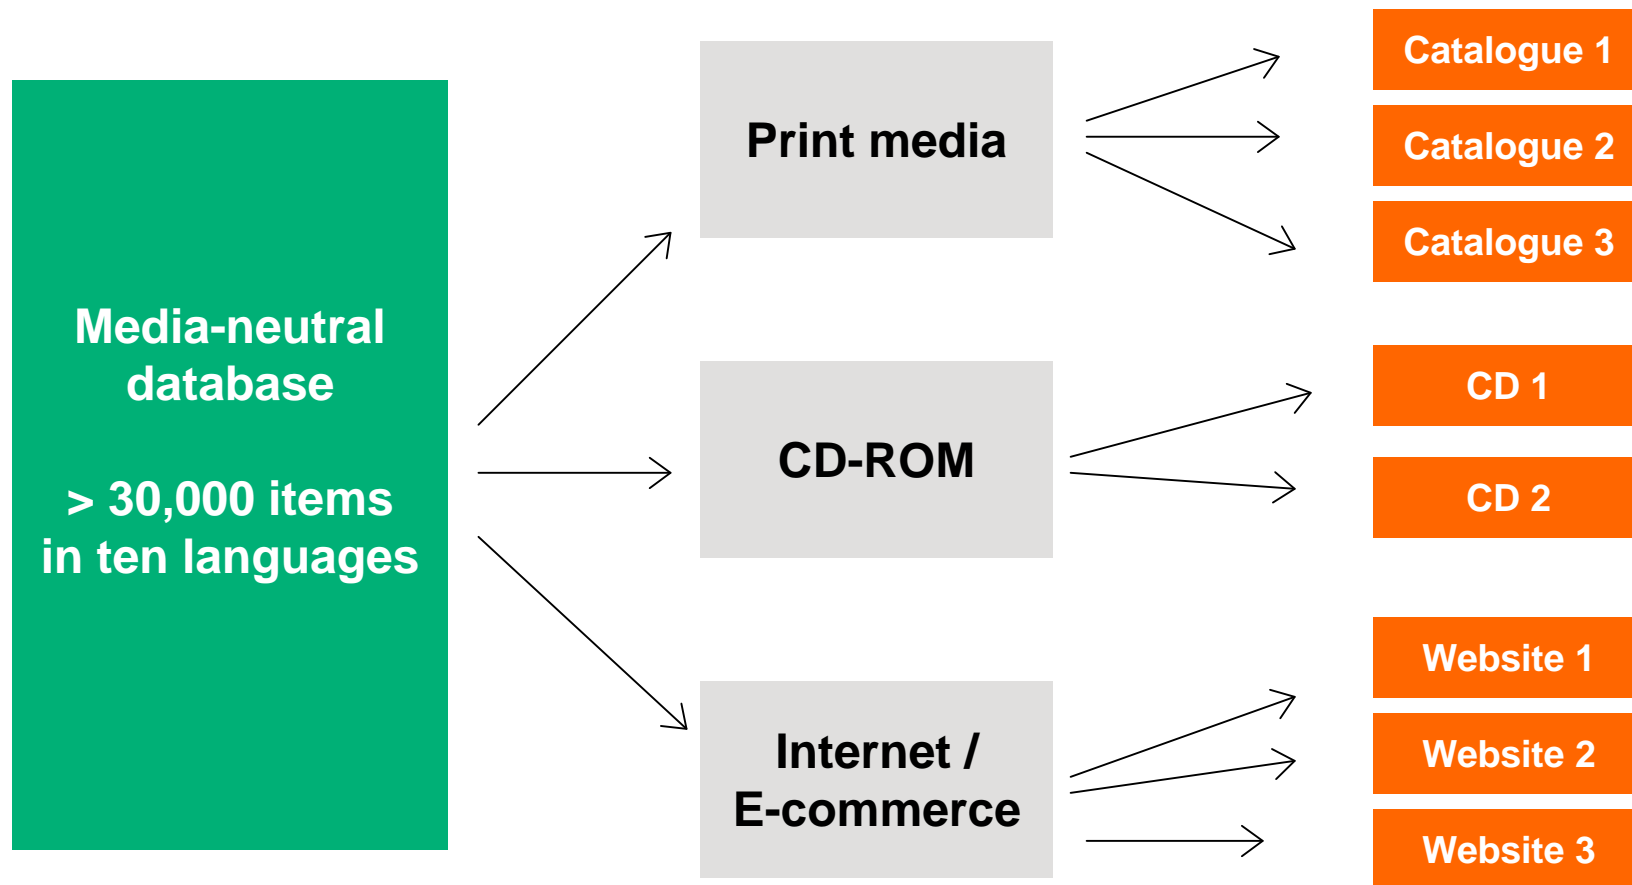 Media-neutral
database
> 30,000 items
in ten languages
Print media
CD-ROM
Internet /
E-commerce
Catalogue 1
Catalogue 2
Catalogue 3
CD 1
CD 2
Website 1
Website 2
Website 3